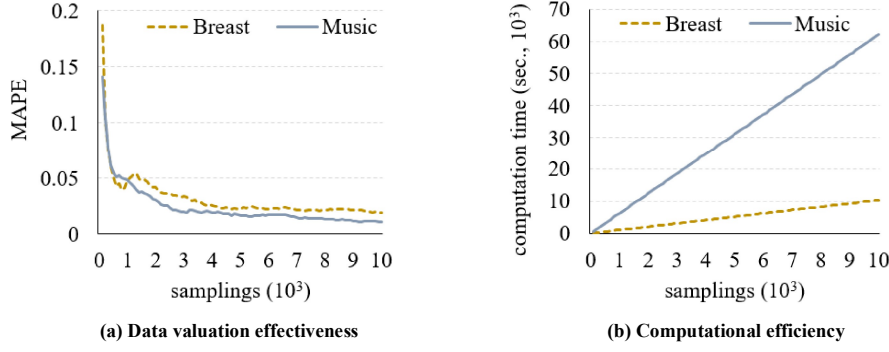 0.2
0.15
0.1
0.05
0
MAPE
Breast
Music
0 1 2 3 4 5 6 7 8 9 10
samplings (10³)
(a) Data valuation effectiveness
70
60
50
40
30
20
10
0
computation time (sec., 10³)
Breast
Music
0 1 2 3 4 5 6 7 8 9 10
samplings (10³)
(b) Computational efficiency